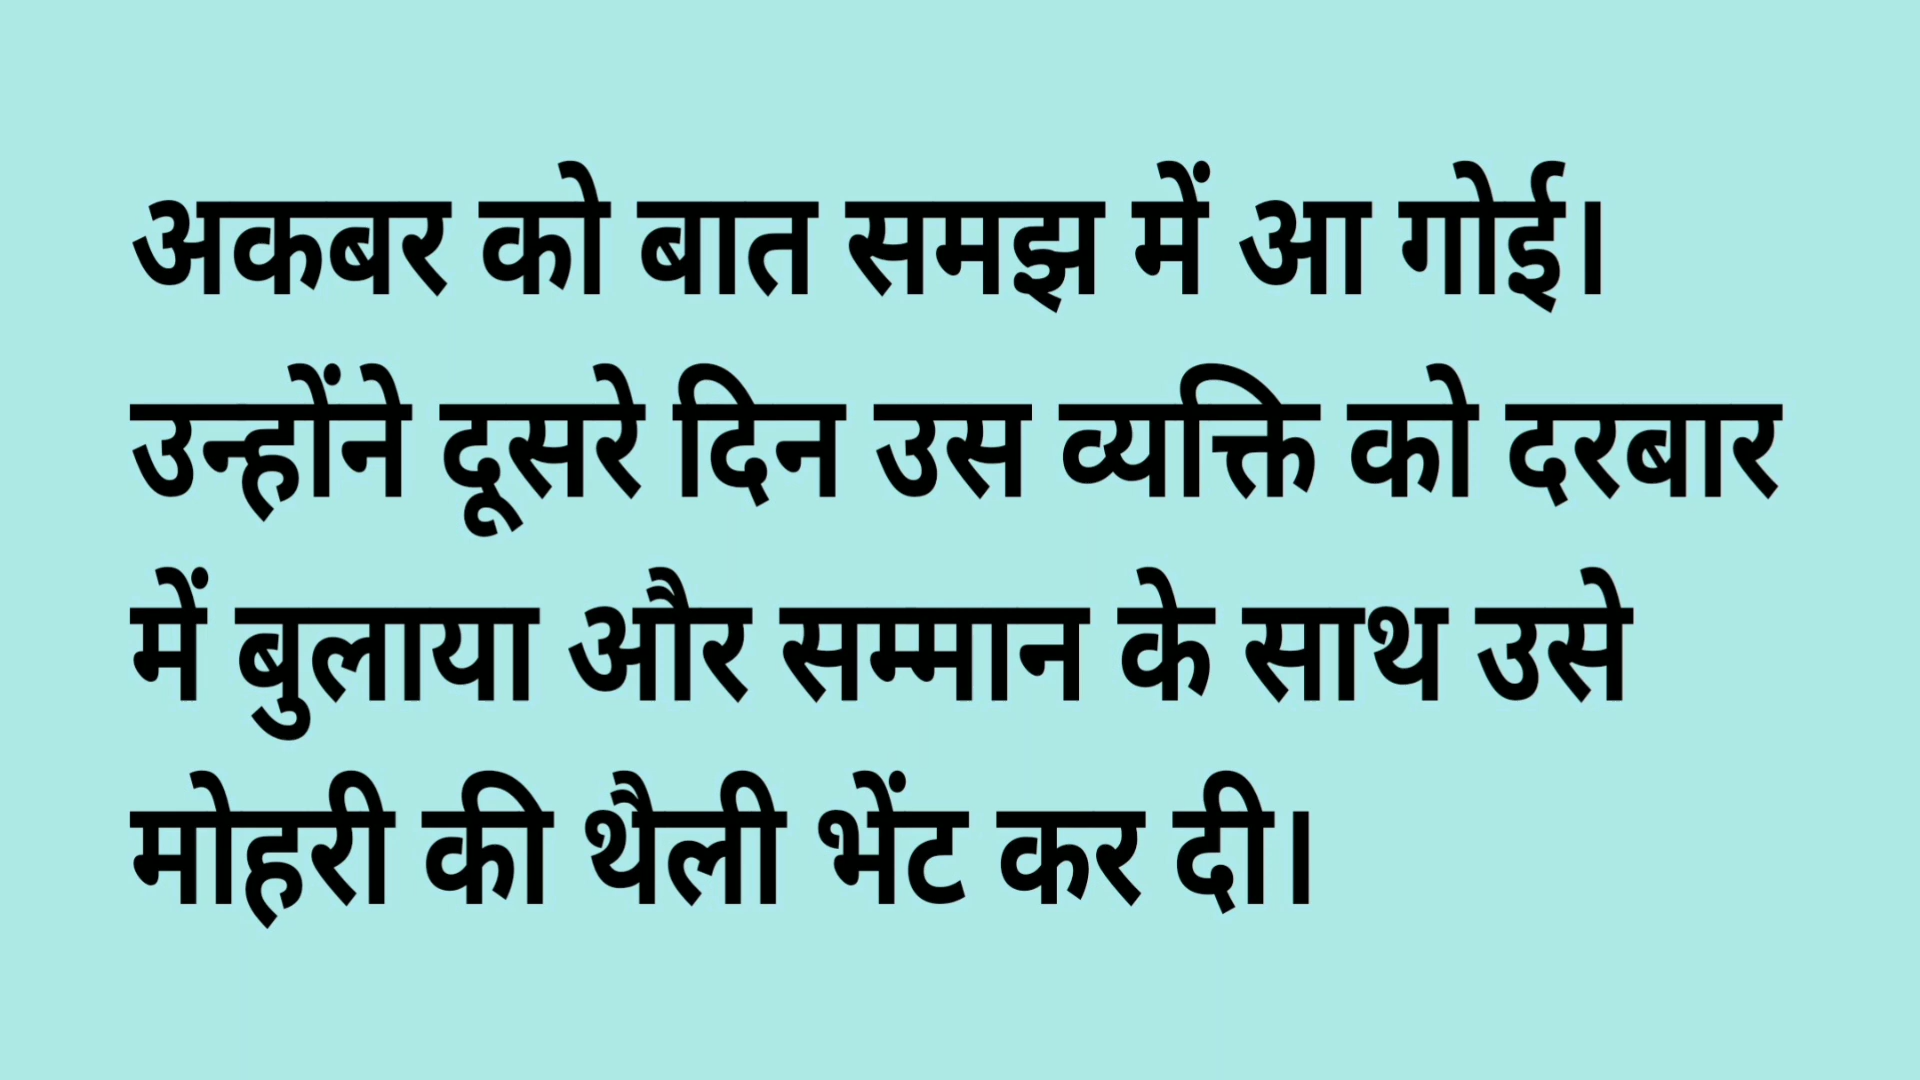 अकबर को बात समझ में आ गोई।
उन्होंने दूसरे दिन उस व्यक्ति को दरबार
में बुलाया और सम्मान के साथ उसे
मोहरी की थैली भेंट कर दी।